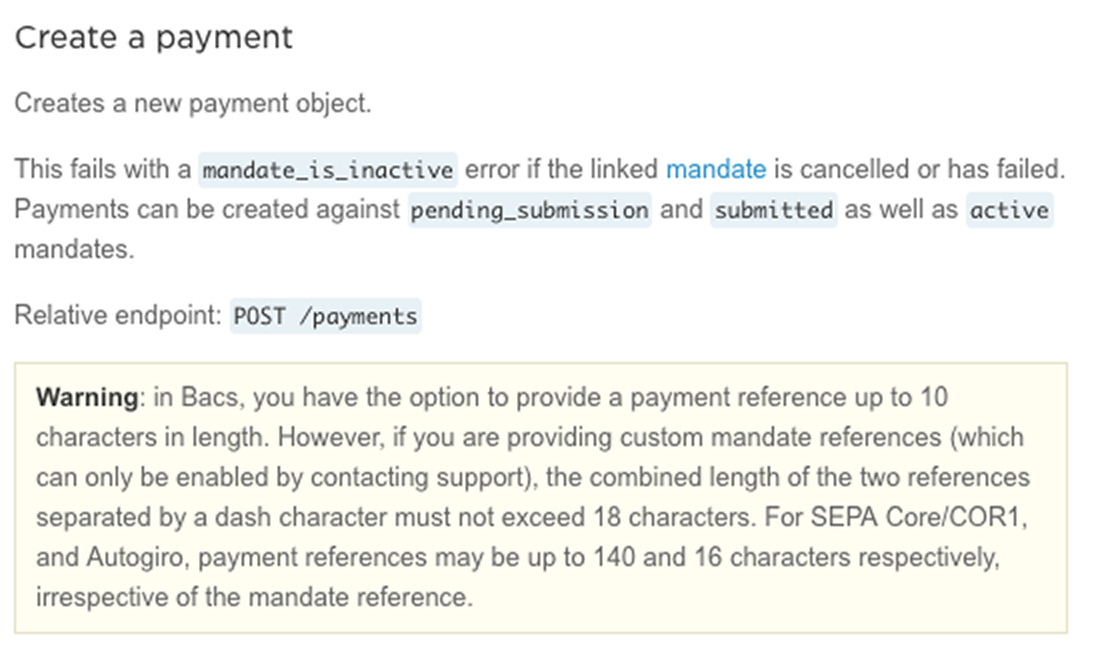 Create a payment
Creates a new payment object.
This fails with a mandate_is_inactive error if the linked mandate is cancelled or has failed.
Payments can be created against pending_submission and submitted as well as active
mandates.
Relative endpoint: POST /payments
Warning: in Bacs, you have the option to provide a payment reference up to 10
characters in length. However, if you are providing custom mandate references (which
can only be enabled by contacting support), the combined length of the two references
separated by a dash character must not exceed 18 characters. For SEPA Core/COR1,
and Autogiro, payment references may be up to 140 and 16 characters respectively,
irrespective of the mandate reference.